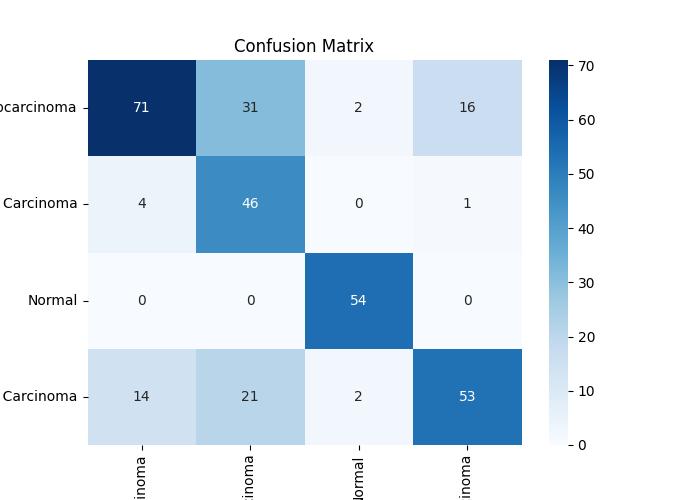 Confusion Matrix
ocarcinoma 71 31 2 16
Carcinoma 4 46 0 1
Normal 0 0 54 0
Carcinoma 14 21 2 53
inoma inoma ormal inoma
70
60
50
40
30
20
10
0